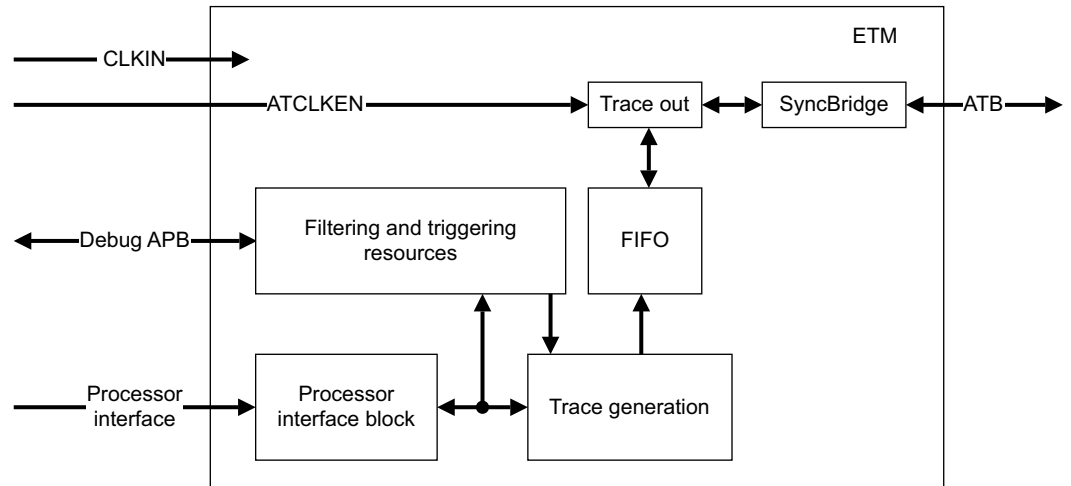 ETM
CLKIN
ATCLKEN
Trace out
SyncBridge
ATB
Debug APB
Filtering and triggering
resources
FIFO
Processor
interface
Processor
interface block
Trace generation